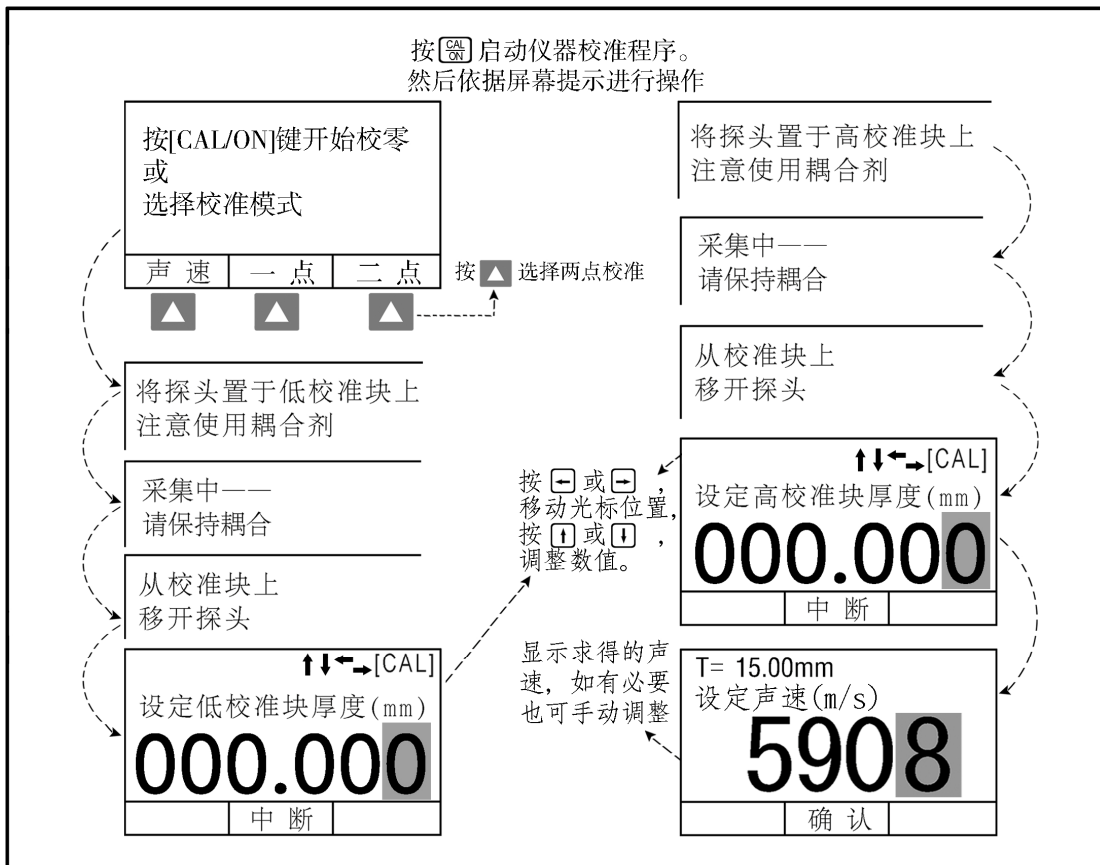 按[CAL/ON]启动仪器校准程序。
然后依据屏幕提示进行操作
按[CAL/ON]键开始校零
或
选择校准模式
声 速 一 点 二 点
按▲选择两点校准
将探头置于低校准块上
注意使用耦合剂
采集中——
请保持耦合
从校准块上
移开探头
↑↓←→[CAL]
设定低校准块厚度(mm)
000.000
中 断
按←或→，
移动光标位置,
按↑或↓，
调整数值。
将探头置于高校准块上
注意使用耦合剂
采集中——
请保持耦合
从校准块上
移开探头
↑↓←→[CAL]
设定高校准块厚度(mm)
000.000
中 断
T= 15.00mm
设定声速(m/s)
5908
确 认
显示求得的声
速，如有必要
也可手动调整